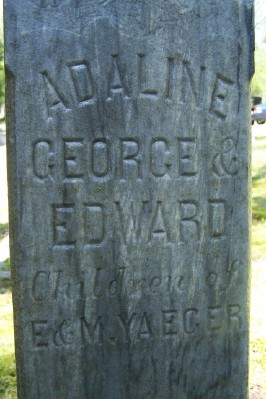 ADALINE
GEORGE &
EDWARD
Children of
E & M. YAEGER